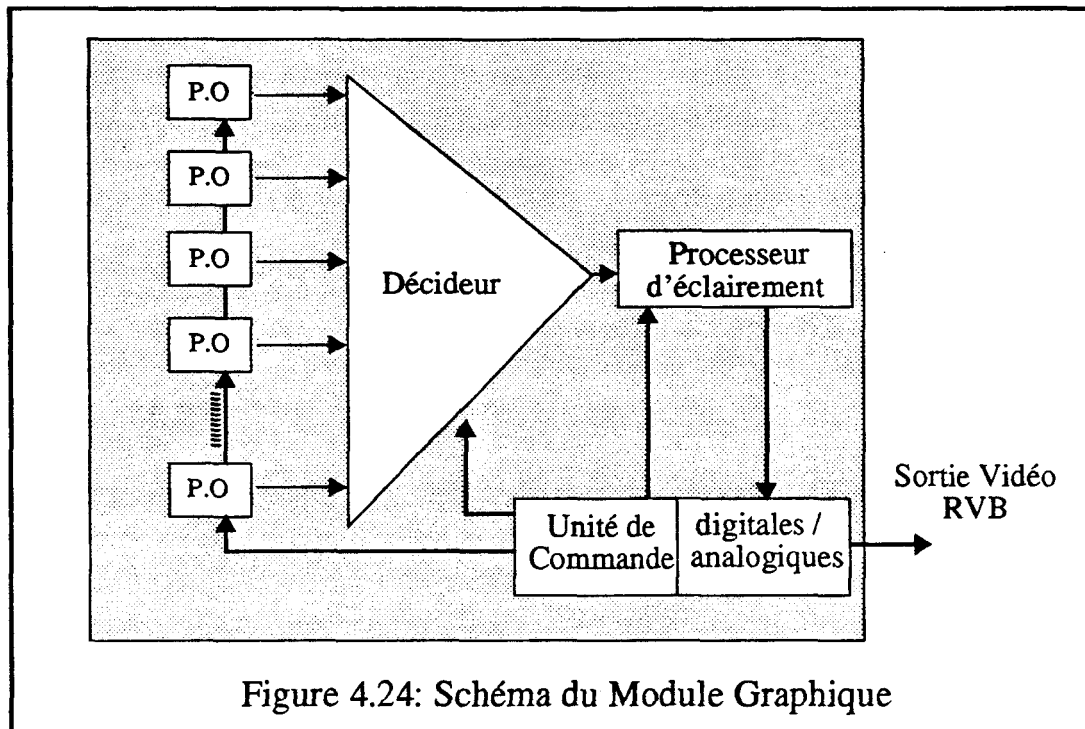 P.O
P.O
P.O
P.O
P.O
Décideur
Processeur
d'éclairement
Unité de
Commande
digitales /
analogiques
Sortie Vidéo
RVB
Figure 4.24: Schéma du Module Graphique